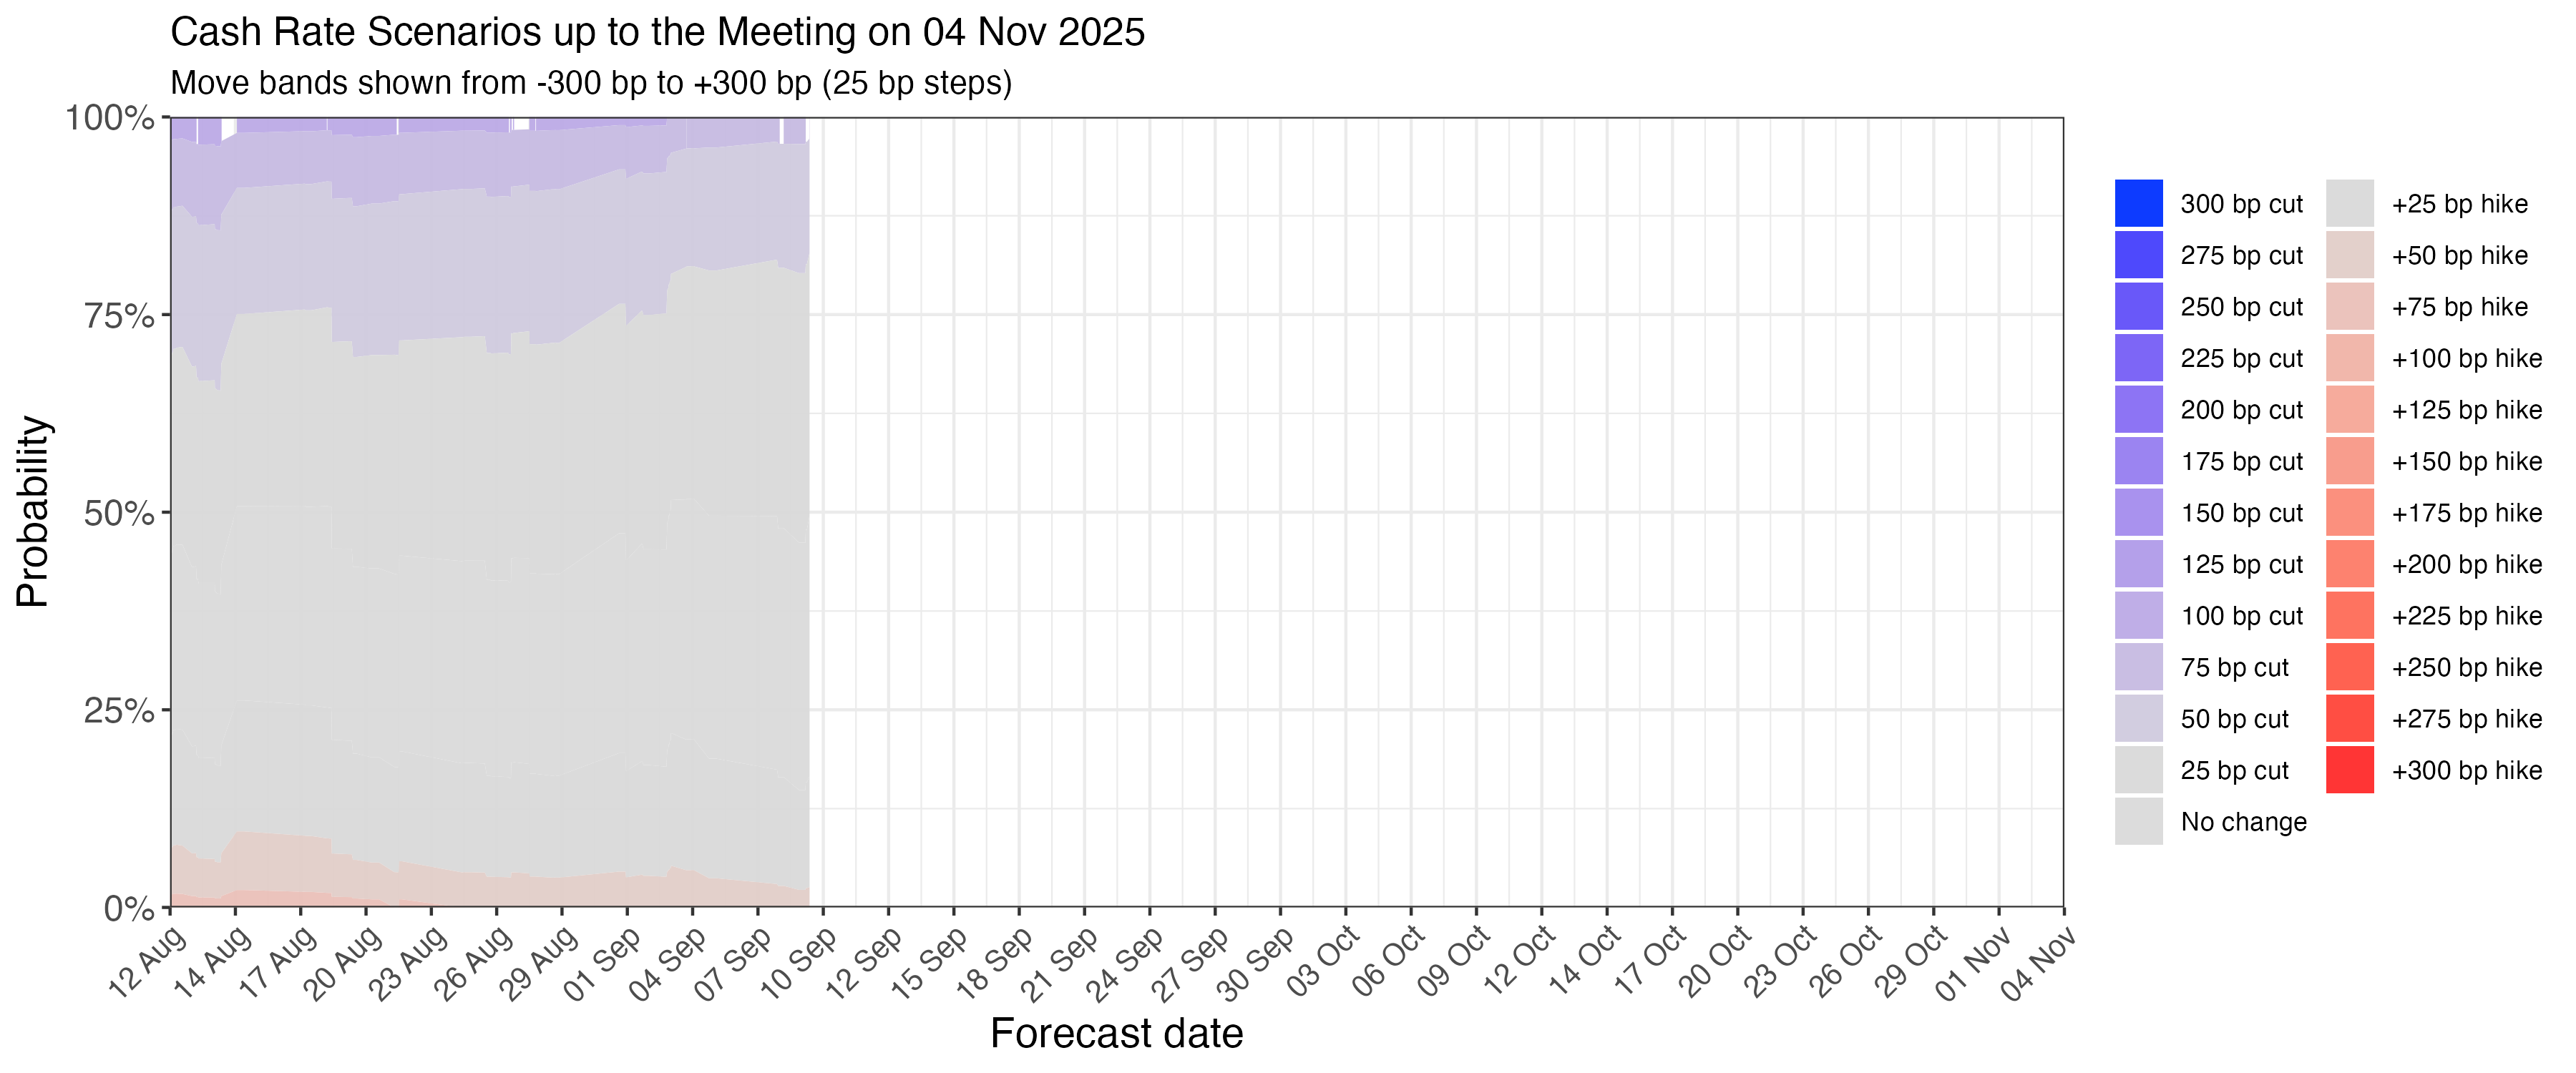 Cash Rate Scenarios up to the Meeting on 04 Nov 2025
Move bands shown from -300 bp to +300 bp (25 bp steps)
Probability
100%
75%
50%
25%
0%
12 Aug
14 Aug
17 Aug
20 Aug
23 Aug
26 Aug
29 Aug
01 Sep
04 Sep
07 Sep
10 Sep
12 Sep
15 Sep
18 Sep
21 Sep
24 Sep
27 Sep
30 Sep
03 Oct
06 Oct
09 Oct
12 Oct
14 Oct
17 Oct
20 Oct
23 Oct
26 Oct
29 Oct
01 Nov
04 Nov
Forecast date
300 bp cut
275 bp cut
250 bp cut
225 bp cut
200 bp cut
175 bp cut
150 bp cut
125 bp cut
100 bp cut
75 bp cut
50 bp cut
25 bp cut
No change
+25 bp hike
+50 bp hike
+75 bp hike
+100 bp hike
+125 bp hike
+150 bp hike
+175 bp hike
+200 bp hike
+225 bp hike
+250 bp hike
+275 bp hike
+300 bp hike